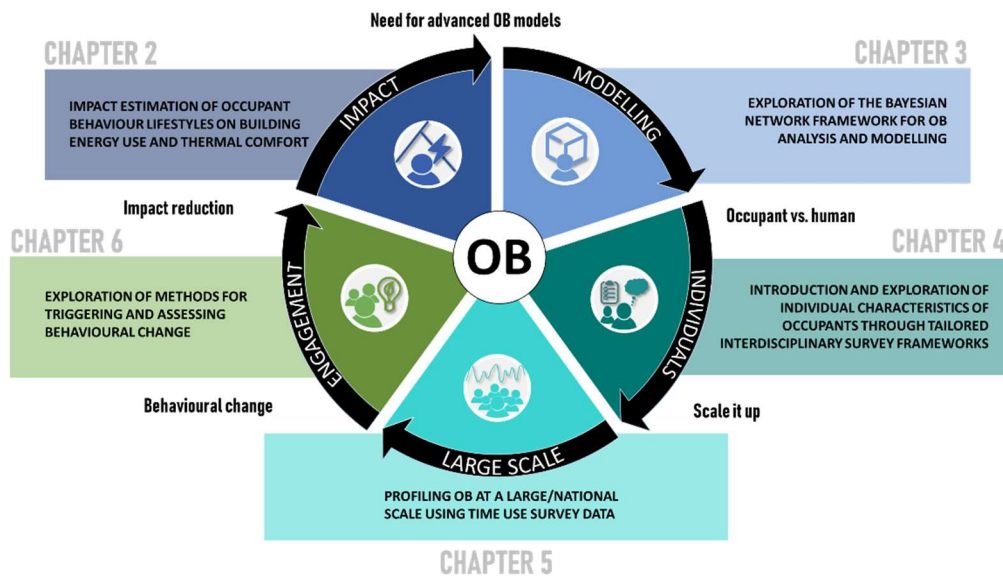 Need for advanced OB models
CHAPTER 2
IMPACT ESTIMATION OF OCCUPANT
BEHAVIOUR LIFESTYLES ON BUILDING
ENERGY USE AND THERMAL COMFORT
IMPACT
MODELLING
CHAPTER 3
EXPLORATION OF THE BAYESIAN
NETWORK FRAMEWORK FOR OB
ANALYSIS AND MODELLING
Impact reduction
OB
Occupant vs. human
CHAPTER 6
EXPLORATION OF METHODS FOR
TRIGGERING AND ASSESSING
BEHAVIOURAL CHANGE
ENGAGEMENT
INDIVIDUALS
CHAPTER 4
INTRODUCTION AND EXPLORATION OF
INDIVIDUAL CHARACTERISTICS OF
OCCUPANTS THROUGH TAILORED
INTERDISCIPLINARY SURVEY FRAMEWORKS
Behavioural change
Scale it up
LARGE SCALE
PROFILING OB AT A LARGE/NATIONAL
SCALE USING TIME USE SURVEY DATA
CHAPTER 5